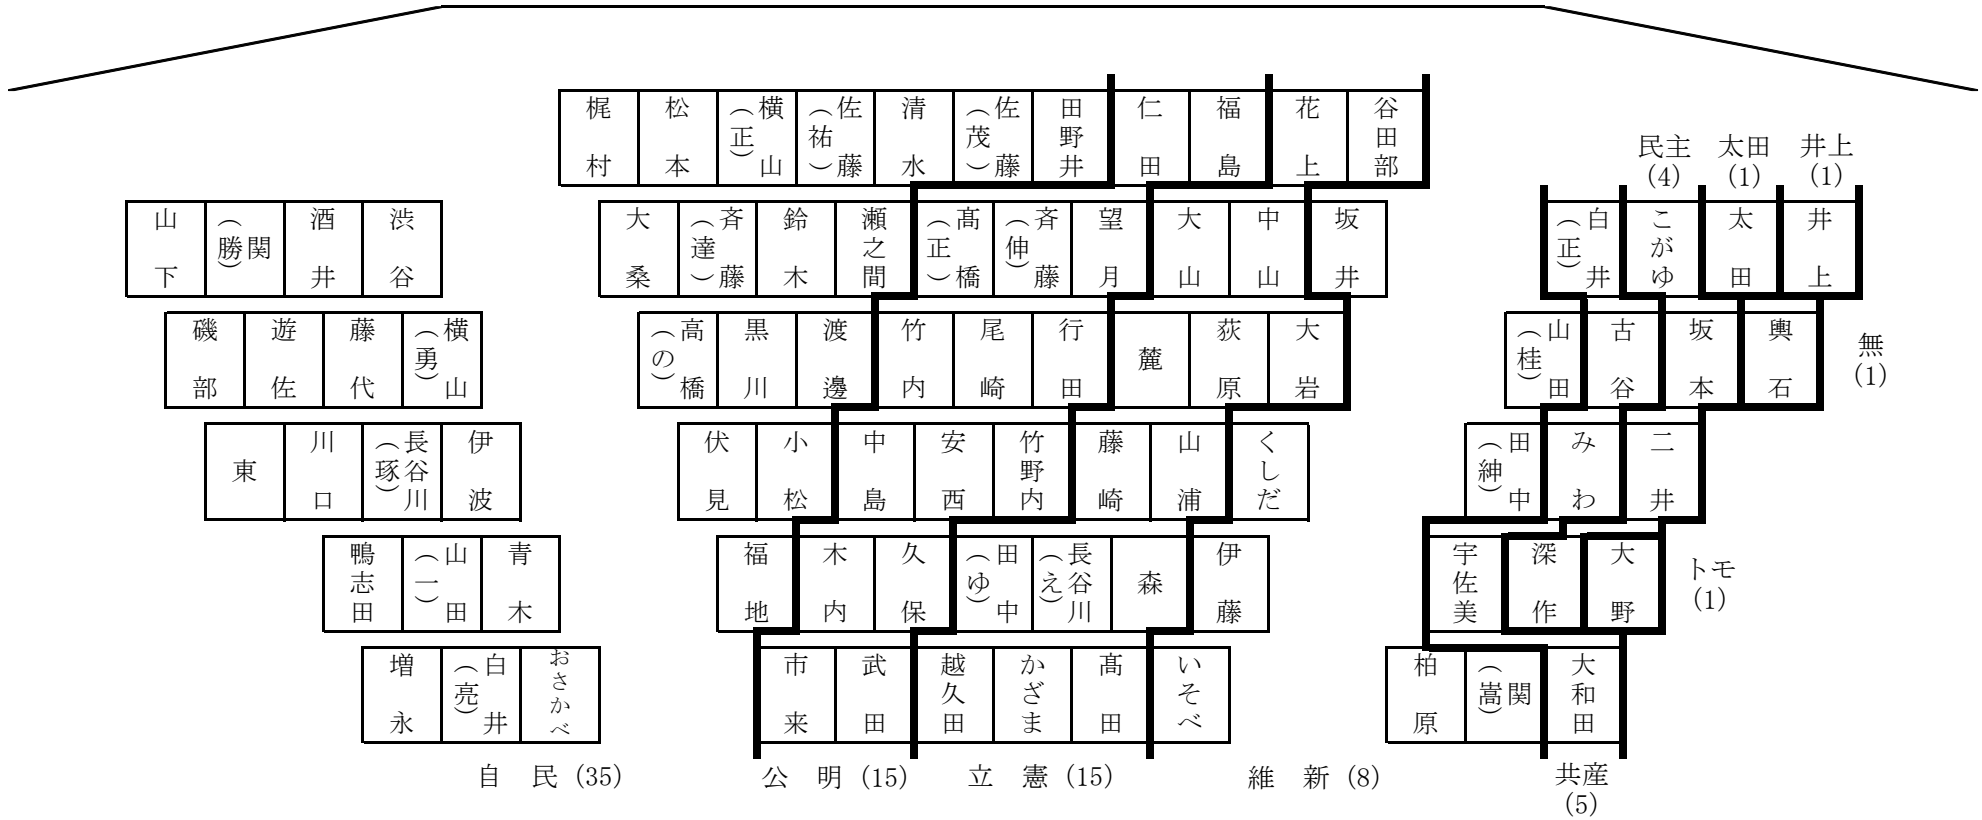 梶村 松本 横山(正) 佐藤(祐) 清水 佐藤(茂) 田野井 仁田 福島 花上 谷田部
民主(4) 太田(1) 井上(1)
山下 関(勝) 酒井 渋谷 大桑 斉藤(達) 鈴木 瀬之間 髙橋(正) 斉藤(伸) 望月 大山 中山 坂井 白井(正) こがゆ 太田 井上
磯部 遊佐 藤代 横山(勇) 高橋(の) 黒川 渡邊 竹内 尾崎 行田 麓 荻原 大岩 山田(桂) 古谷 坂本 輿石 無(1)
東 川口 長谷川(琢) 伊波 伏見 小松 中島 安西 竹野内 藤崎 山浦 くしだ 田中(紳) みわ 二井
鴨志田 山田(一) 青木 福地 木内 久保 田中(ゆ) 長谷川(え) 森 伊藤 宇佐美 深作 大野 トモ(1)
増永 白井(亮) おさかべ 市来 武田 越久田 かざま 髙田 いそべ 柏原 関(嵩) 大和田
自民(35) 公明(15) 立憲(15) 維新(8) 共産(5)